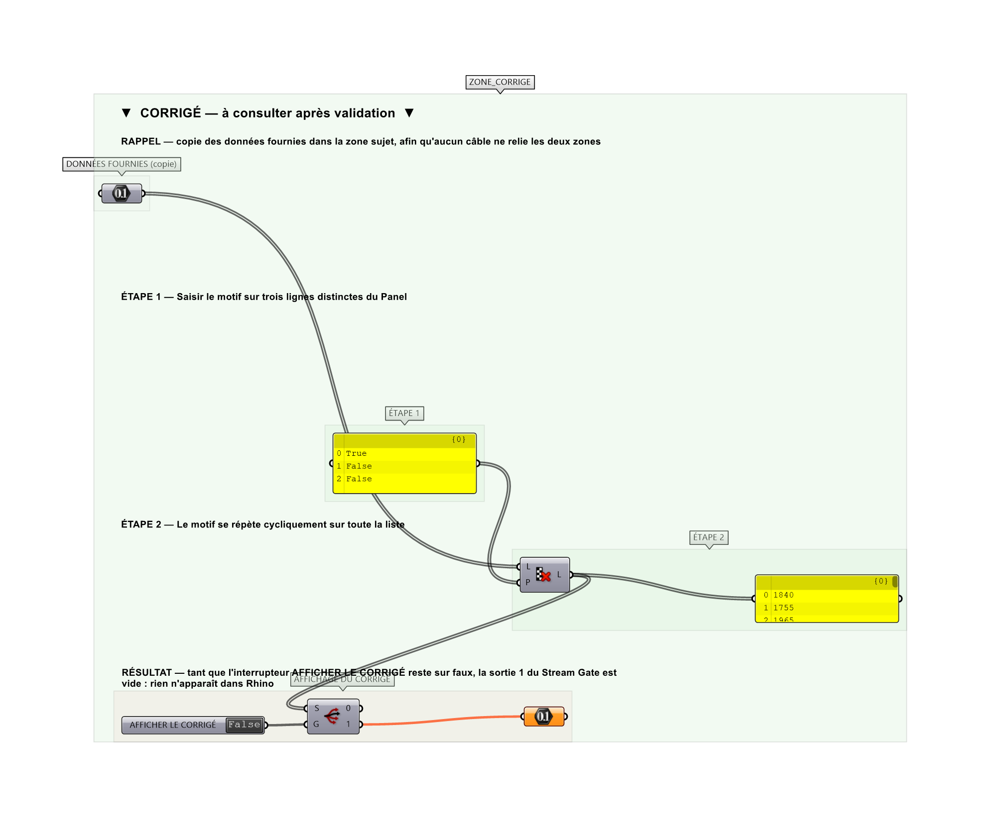 ZONE_CORRIGE
▼ CORRIGÉ — à consulter après validation ▼
RAPPEL — copie des données fournies dans la zone sujet, afin qu'aucun câble ne relie les deux zones
DONNÉES FOURNIES (copie)
0.1
ÉTAPE 1 — Saisir le motif sur trois lignes distinctes du Panel
ÉTAPE 1
{0}
0 True
1 False
2 False
ÉTAPE 2 — Le motif se répète cycliquement sur toute la liste
ÉTAPE 2
L
P
L
{0}
0 1840
1 1755
2 1965
RÉSULTAT — tant que l'interrupteur AFFICHER LE CORRIGÉ reste sur faux, la sortie 1 du Stream Gate est
vide : rien n'apparaît dans Rhino
AFFICHAGE DU CORRIGÉ
S 0
G 1
AFFICHER LE CORRIGÉ False
0.1